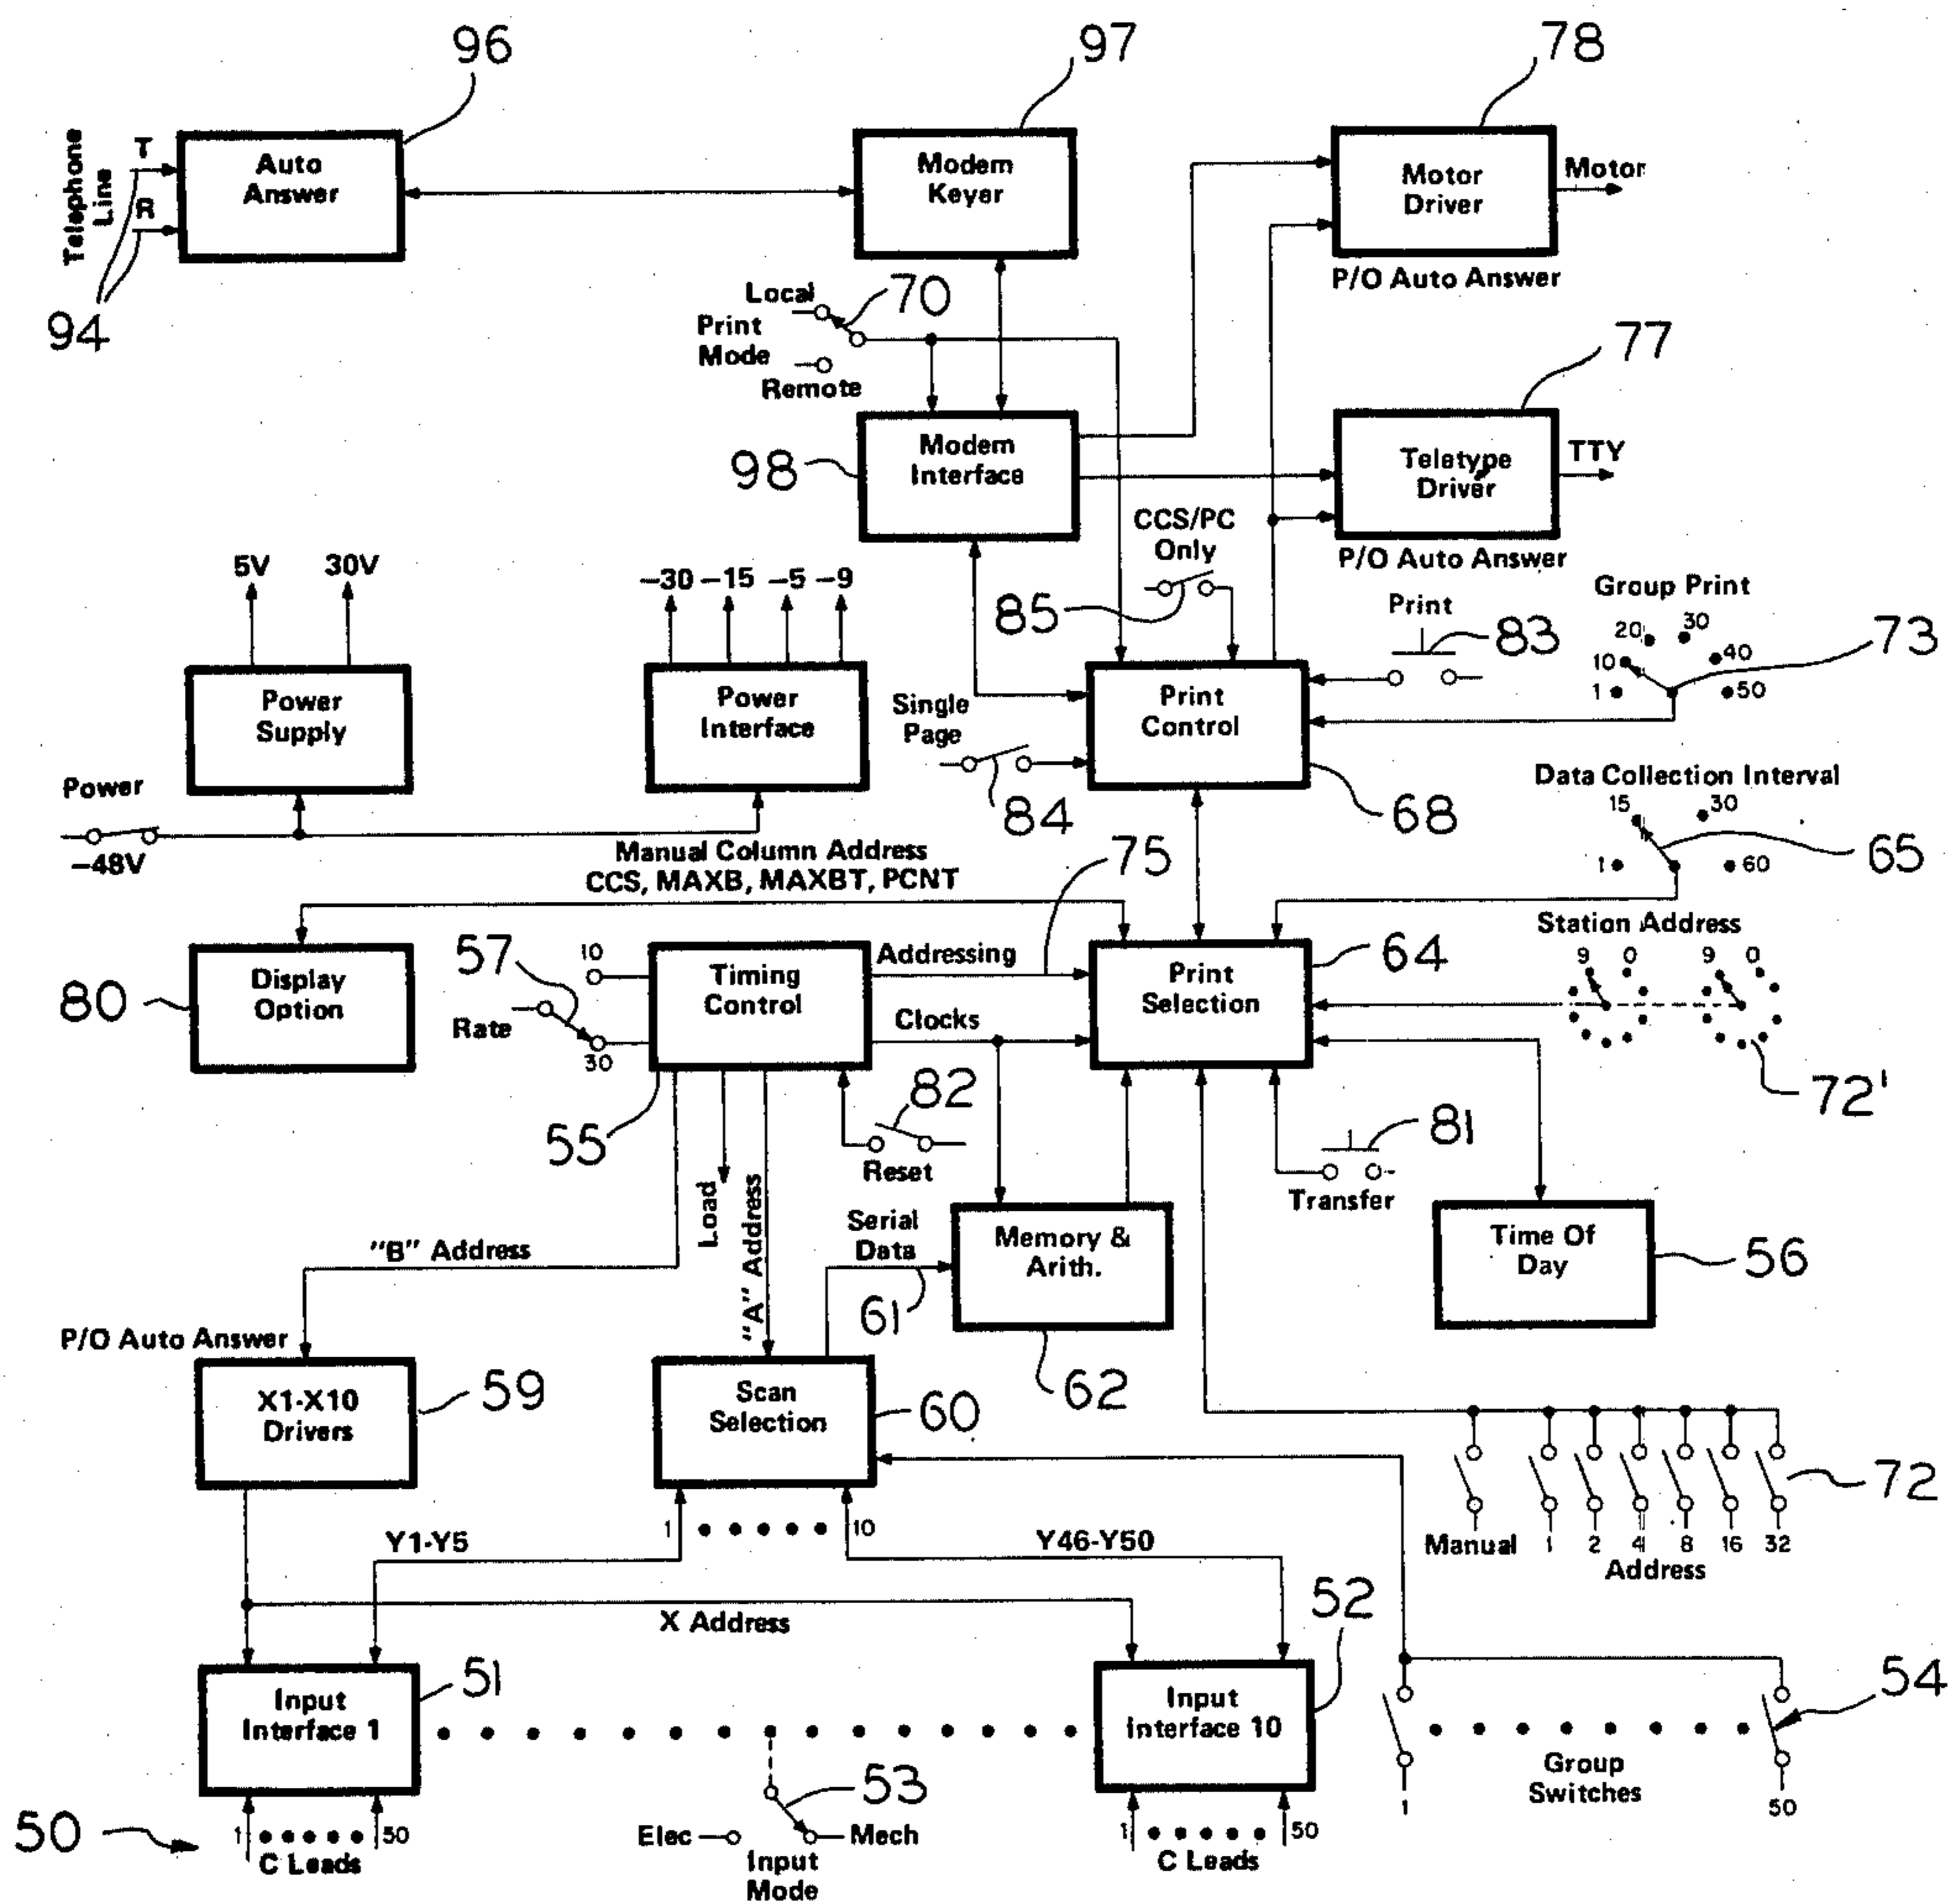 96
97
78
Telephone
Line
T
R
Auto
Answer
Modem
Keyer
Motor
Driver
Motor
P/O Auto Answer
94
Local
70
Print
Mode
Remote
77
98
Modem
Interface
Teletype
Driver
TTY
P/O Auto Answer
CCS/PC
Only
85
5V
30V
-30
-15
-5
-9
Print
83
Group Print
1
10
20
30
40
50
73
Power
Supply
Power
Interface
Single
Page
84
Print
Control
68
Power
-48V
Data Collection Interval
1
15
30
60
65
Manual Column Address
CCS, MAXB, MAXBT, PCNT
75
Station Address
9
0
9
0
72'
Display
Option
80
57
10
Rate
30
Timing
Control
55
Addressing
Clocks
Print
Selection
64
82
Reset
81
Transfer
Load
"A" Address
"B" Address
Serial
Data
61
Memory &
Arith.
62
Time Of
Day
56
P/O Auto Answer
X1-X10
Drivers
59
Scan
Selection
60
1
10
72
Manual
1
2
4
8
16
32
Address
Y1-Y5
Y46-Y50
X Address
52
51
Input
Interface 1
Input
Interface 10
54
1
50
Group
Switches
50
1
50
C Leads
53
Elec
Mech
Input
Mode
1
50
C Leads